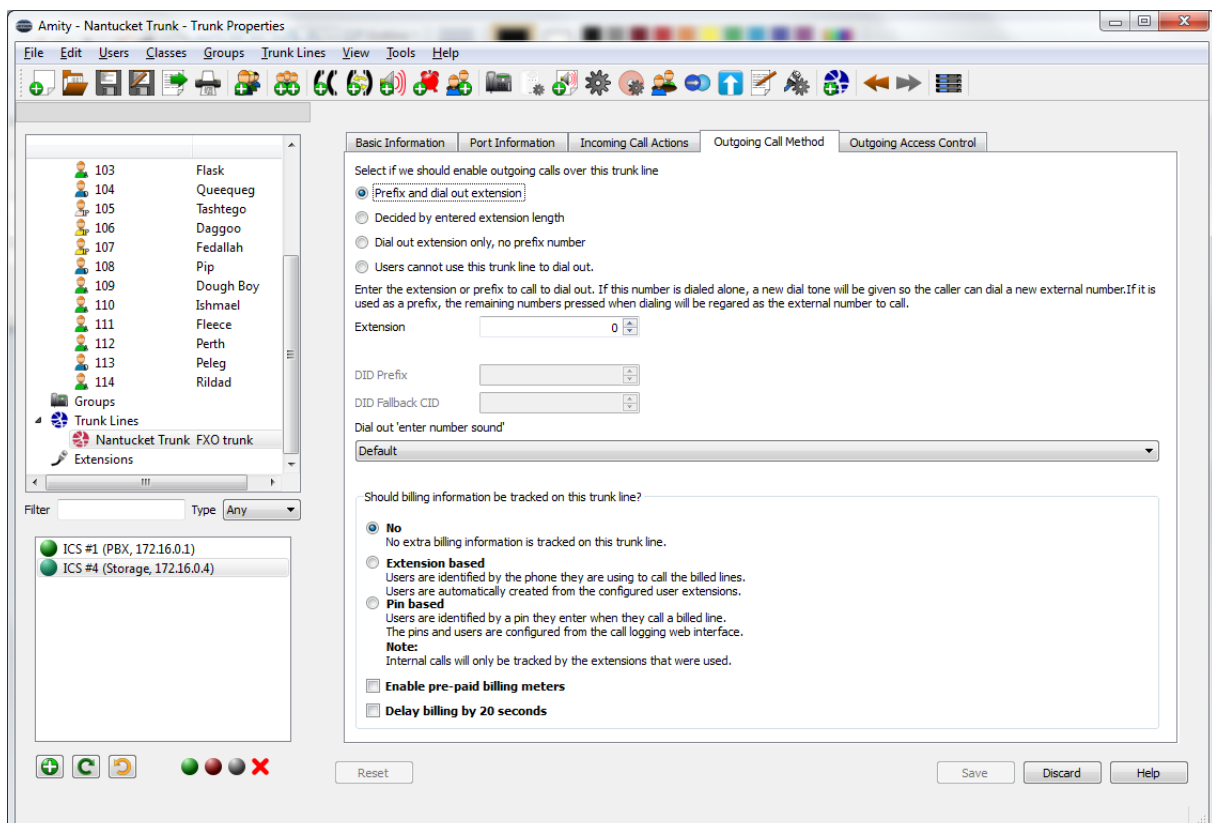 Amity - Nantucket Trunk - Trunk Properties
File Edit Users Classes Groups Trunk Lines View Tools Help
103 Flask
104 Queequeg
105 Tashtego
106 Daggoo
107 Fedallah
108 Pip
109 Dough Boy
110 Ishmael
111 Fleece
112 Perth
113 Peleg
114 Rildad
Groups
Trunk Lines
Nantucket Trunk FXO trunk
Extensions
Filter Type Any
ICS #1 (PBX, 172.16.0.1)
ICS #4 (Storage, 172.16.0.4)
Basic Information Port Information Incoming Call Actions Outgoing Call Method Outgoing Access Control
Select if we should enable outgoing calls over this trunk line
Prefix and dial out extension
Decided by entered extension length
Dial out extension only, no prefix number
Users cannot use this trunk line to dial out.
Enter the extension or prefix to call to dial out. If this number is dialed alone, a new dial tone will be given so the caller can dial a new external number.If it is
used as a prefix, the remaining numbers pressed when dialing will be regared as the external number to call.
Extension 0
DID Prefix
DID Fallback CID
Dial out 'enter number sound'
Default
Should billing information be tracked on this trunk line?
No
No extra billing information is tracked on this trunk line.
Extension based
Users are identified by the phone they are using to call the billed lines.
Users are automatically created from the configured user extensions.
Pin based
Users are identified by a pin they enter when they call a billed line.
The pins and users are configured from the call logging web interface.
Note:
Internal calls will only be tracked by the extensions that were used.
Enable pre-paid billing meters
Delay billing by 20 seconds
Reset Save Discard Help